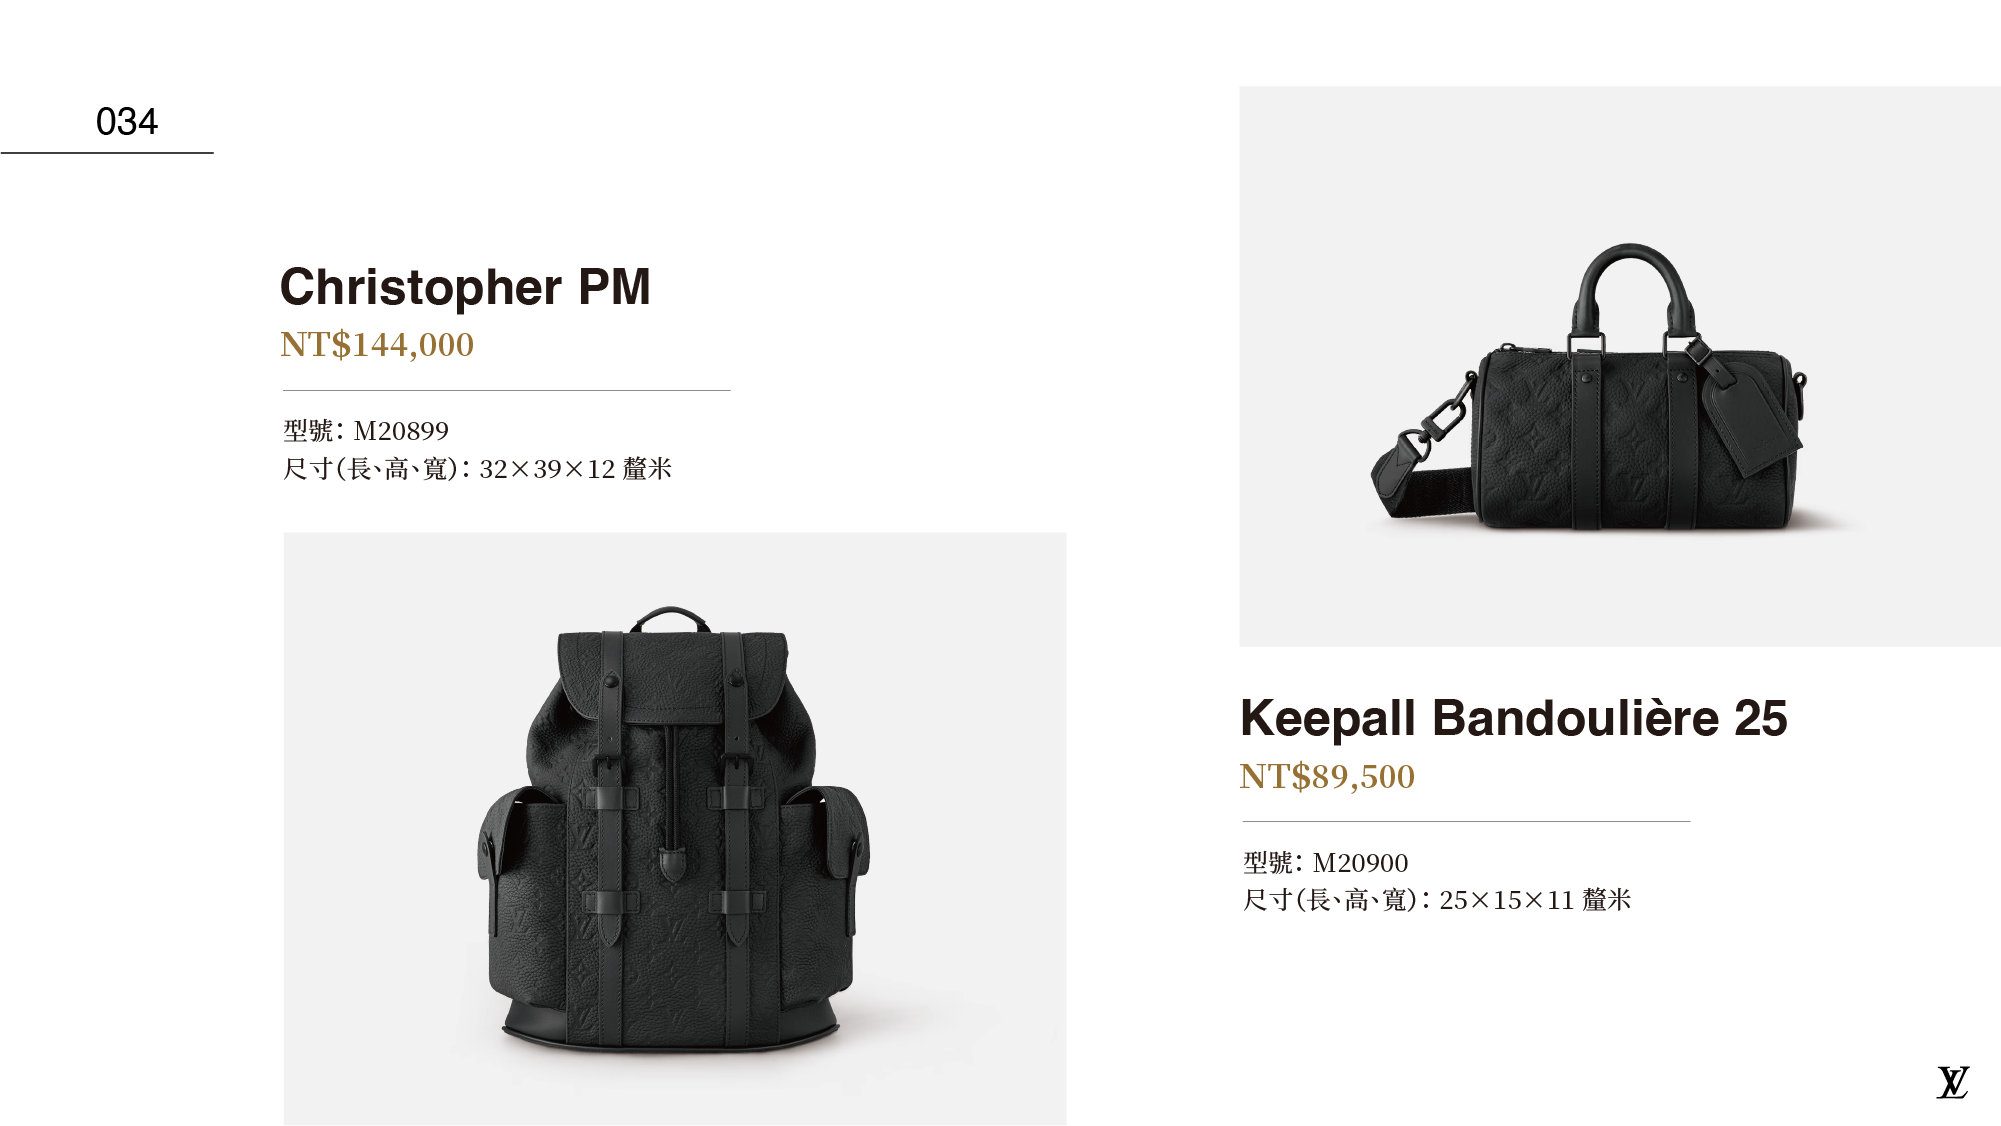 034
Christopher PM
NT$144,000
型號：M20899
尺寸（長、高、寬）：32×39×12 釐米
Keepall Bandoulière 25
NT$89,500
型號：M20900
尺寸（長、高、寬）：25×15×11 釐米
LV